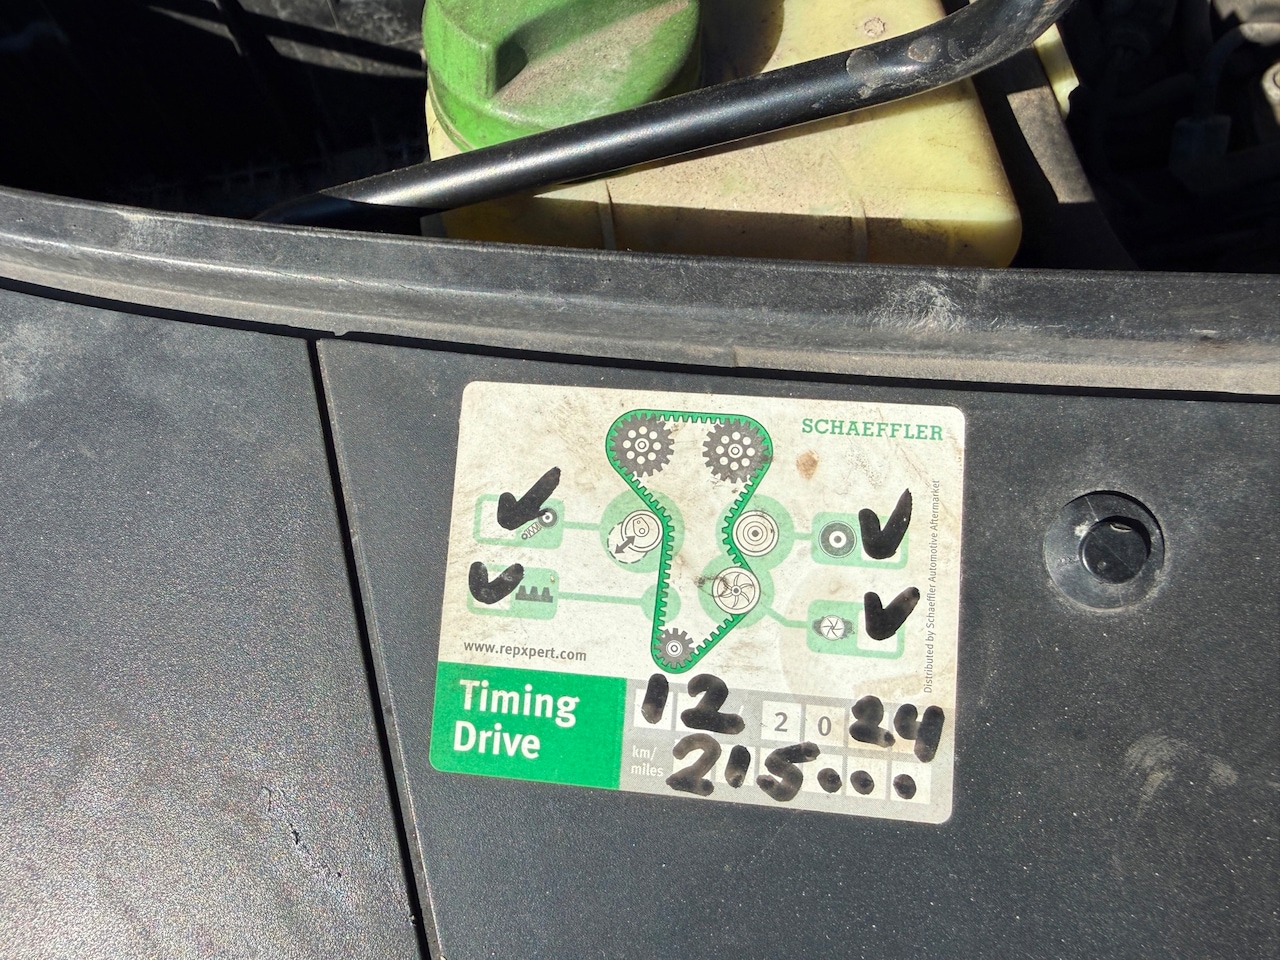 SCHAEFFLER
Distributed by Schaeffler Automotive Aftermarket
www.repxpert.com
Timing
Drive
12 2024
km/
miles
215...